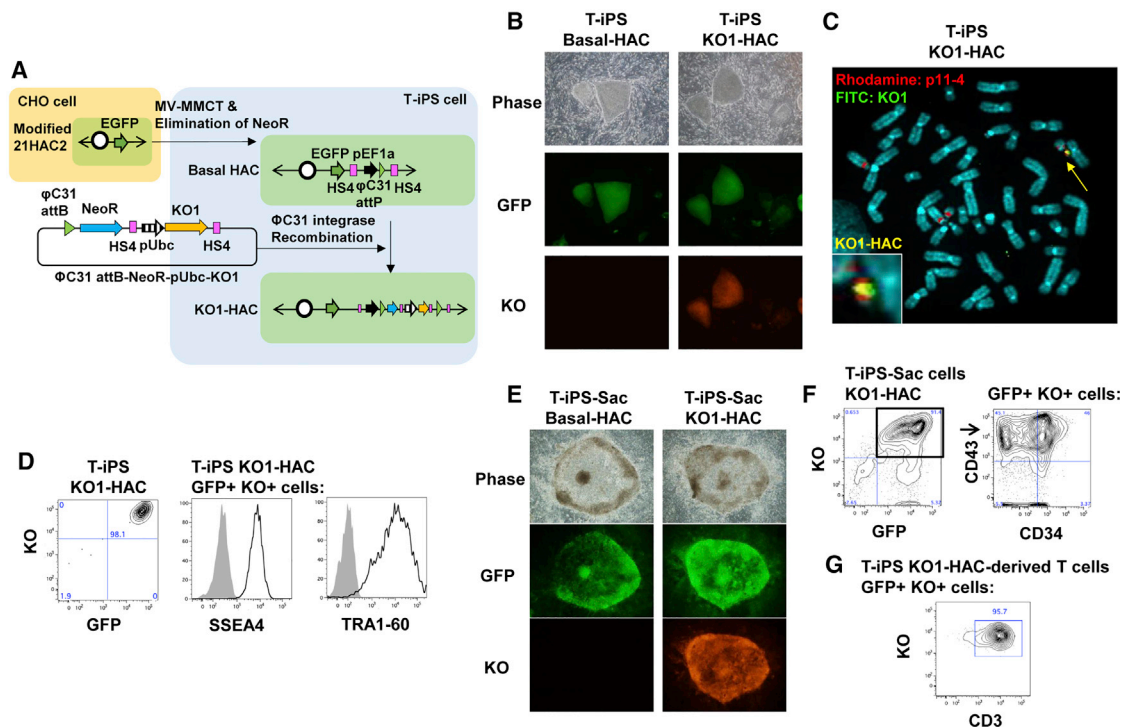 A
CHO cell
Modified
21HAC2
EGFP
MV-MMCT &
Elimination of NeoR
T-iPS cell
Basal HAC
EGFP pEF1a
HS4
φC31
attP
HS4
φC31
attB
NeoR
KO1
HS4
pUbc
HS4
ΦC31 attB-NeoR-pUbc-KO1
ΦC31 integrase
Recombination
KO1-HAC
B
T-iPS
Basal-HAC
T-iPS
KO1-HAC
Phase
GFP
KO
C
T-iPS
KO1-HAC
Rhodamine: p11-4
FITC: KO1
KO1-HAC
D
T-iPS
KO1-HAC
T-iPS KO1-HAC
GFP+ KO+ cells:
KO
0
98.1
1.9
0
GFP
SSEA4
TRA1-60
E
T-iPS-Sac
Basal-HAC
T-iPS-Sac
KO1-HAC
Phase
GFP
KO
F
T-iPS-Sac cells
KO1-HAC
GFP+ KO+ cells:
KO
GFP
CD43
CD34
G
T-iPS KO1-HAC-derived T cells
GFP+ KO+ cells:
95.7
KO
CD3